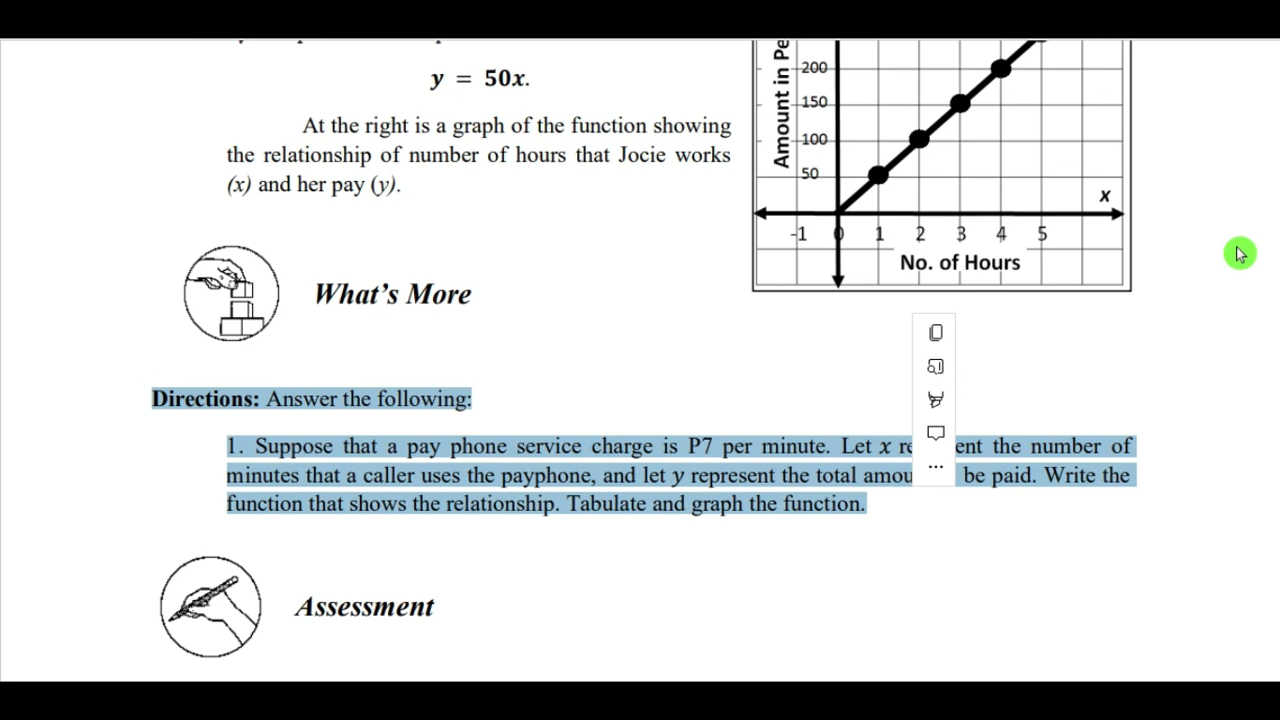 y = 50x.
At the right is a graph of the function showing
the relationship of number of hours that Jocie works
(x) and her pay (y).
Amount in Pe
200
150
100
50
x
-1 0 1 2 3 4 5
No. of Hours
What's More
Directions: Answer the following:
1. Suppose that a pay phone service charge is P7 per minute. Let x re ent the number of
minutes that a caller uses the payphone, and let y represent the total amou be paid. Write the
function that shows the relationship. Tabulate and graph the function.
Assessment